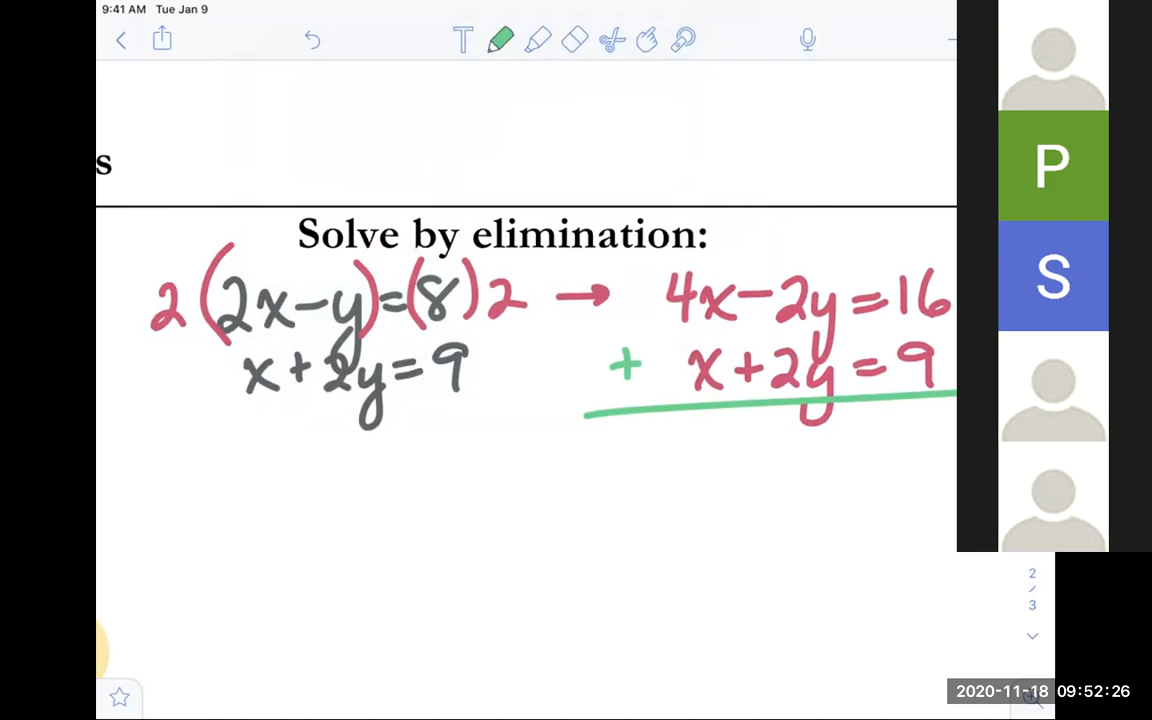 9:41 AM Tue Jan 9
T
s
Solve by elimination:
2(2x-y)=(8)2 → 4x-2y=16
x+2y=9 + x+2y=9
P
S
2
/
3
2020-11-18 09:52:26